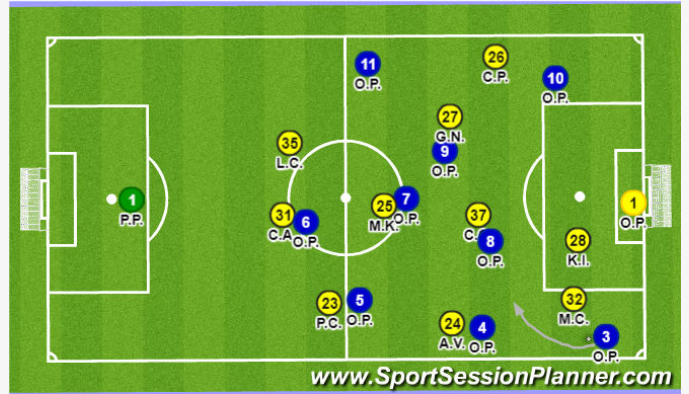 26
C.P.
11
O.P.
10
O.P.
27
G.N.
35
L.C.
9
O.P.
1
P.P.
7
O.P.
25
M.K.
1
O.P.
31
C.A
6
O.P.
37
C.
8
O.P.
28
K.I.
23
P.C.
5
O.P.
32
M.C.
24
A.V.
4
O.P.
3
O.P.
www.SportSessionPlanner.com